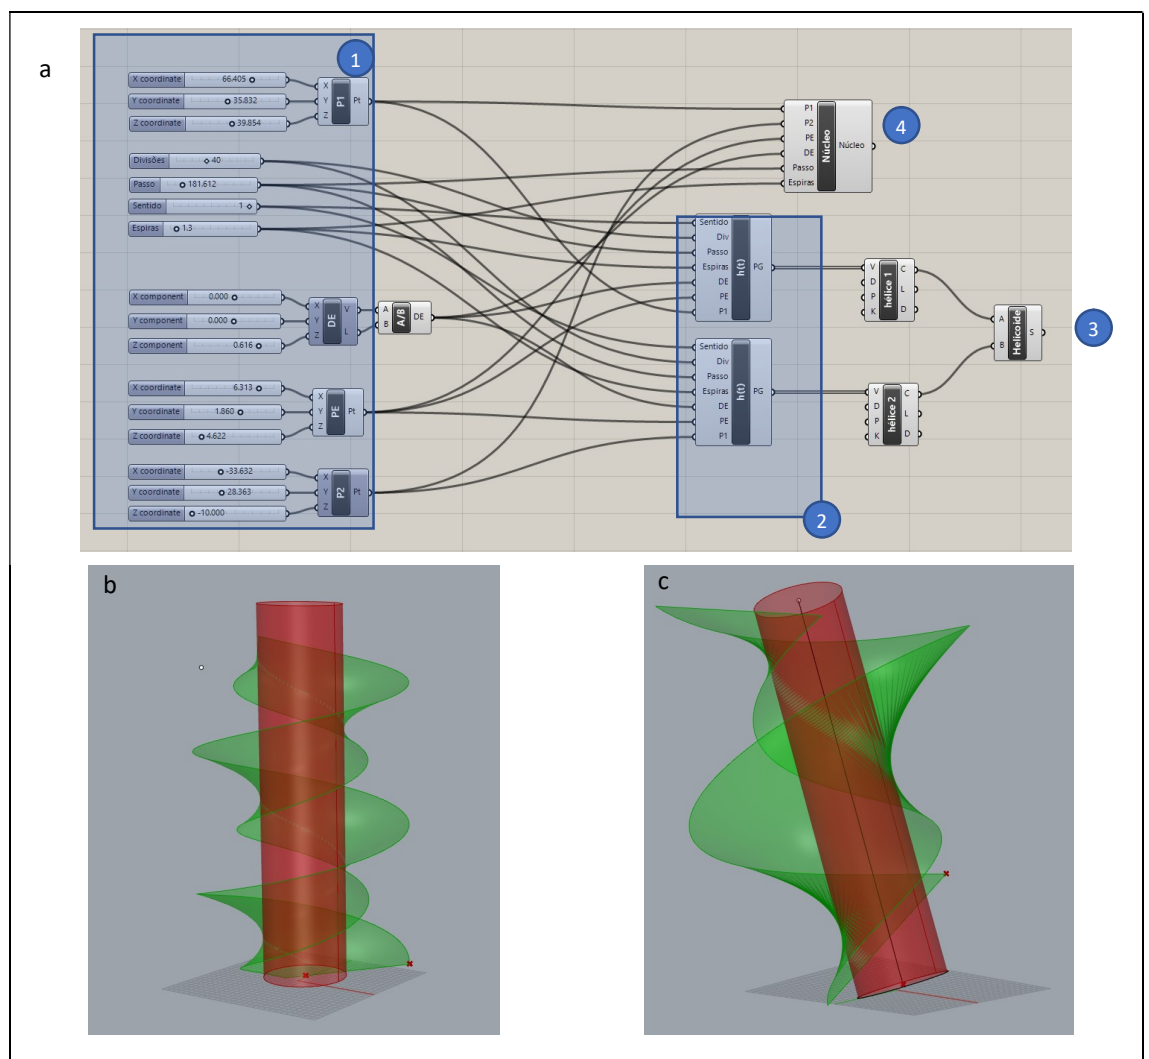 a
1
X coordinate 66.405
Y coordinate 35.832
Z coordinate 39.854
X
Y
Z
P1
Pt
Divisões 40
Passo 181.612
Sentido 1
Espiras 1.3
X component 0.000
Y component 0.000
Z component 0.616
X
Y
Z
DE
V
L
A
B
A/B
DE
X coordinate 6.313
Y coordinate 1.860
Z coordinate 4.622
X
Y
Z
PE
Pt
X coordinate -33.632
Y coordinate 28.363
Z coordinate -10.000
X
Y
Z
P2
Pt
P1
P2
PE
DE
Passo
Espiras
Núcleo
Núcleo
4
Sentido
Div
Passo
Espiras
DE
PE
P1
h(t)
PG
Sentido
Div
Passo
Espiras
DE
PE
P1
h(t)
PG
2
V
D
P
K
hélice 1
C
L
D
V
D
P
K
hélice 2
C
L
D
A
B
Helicoide
S
3
b
c